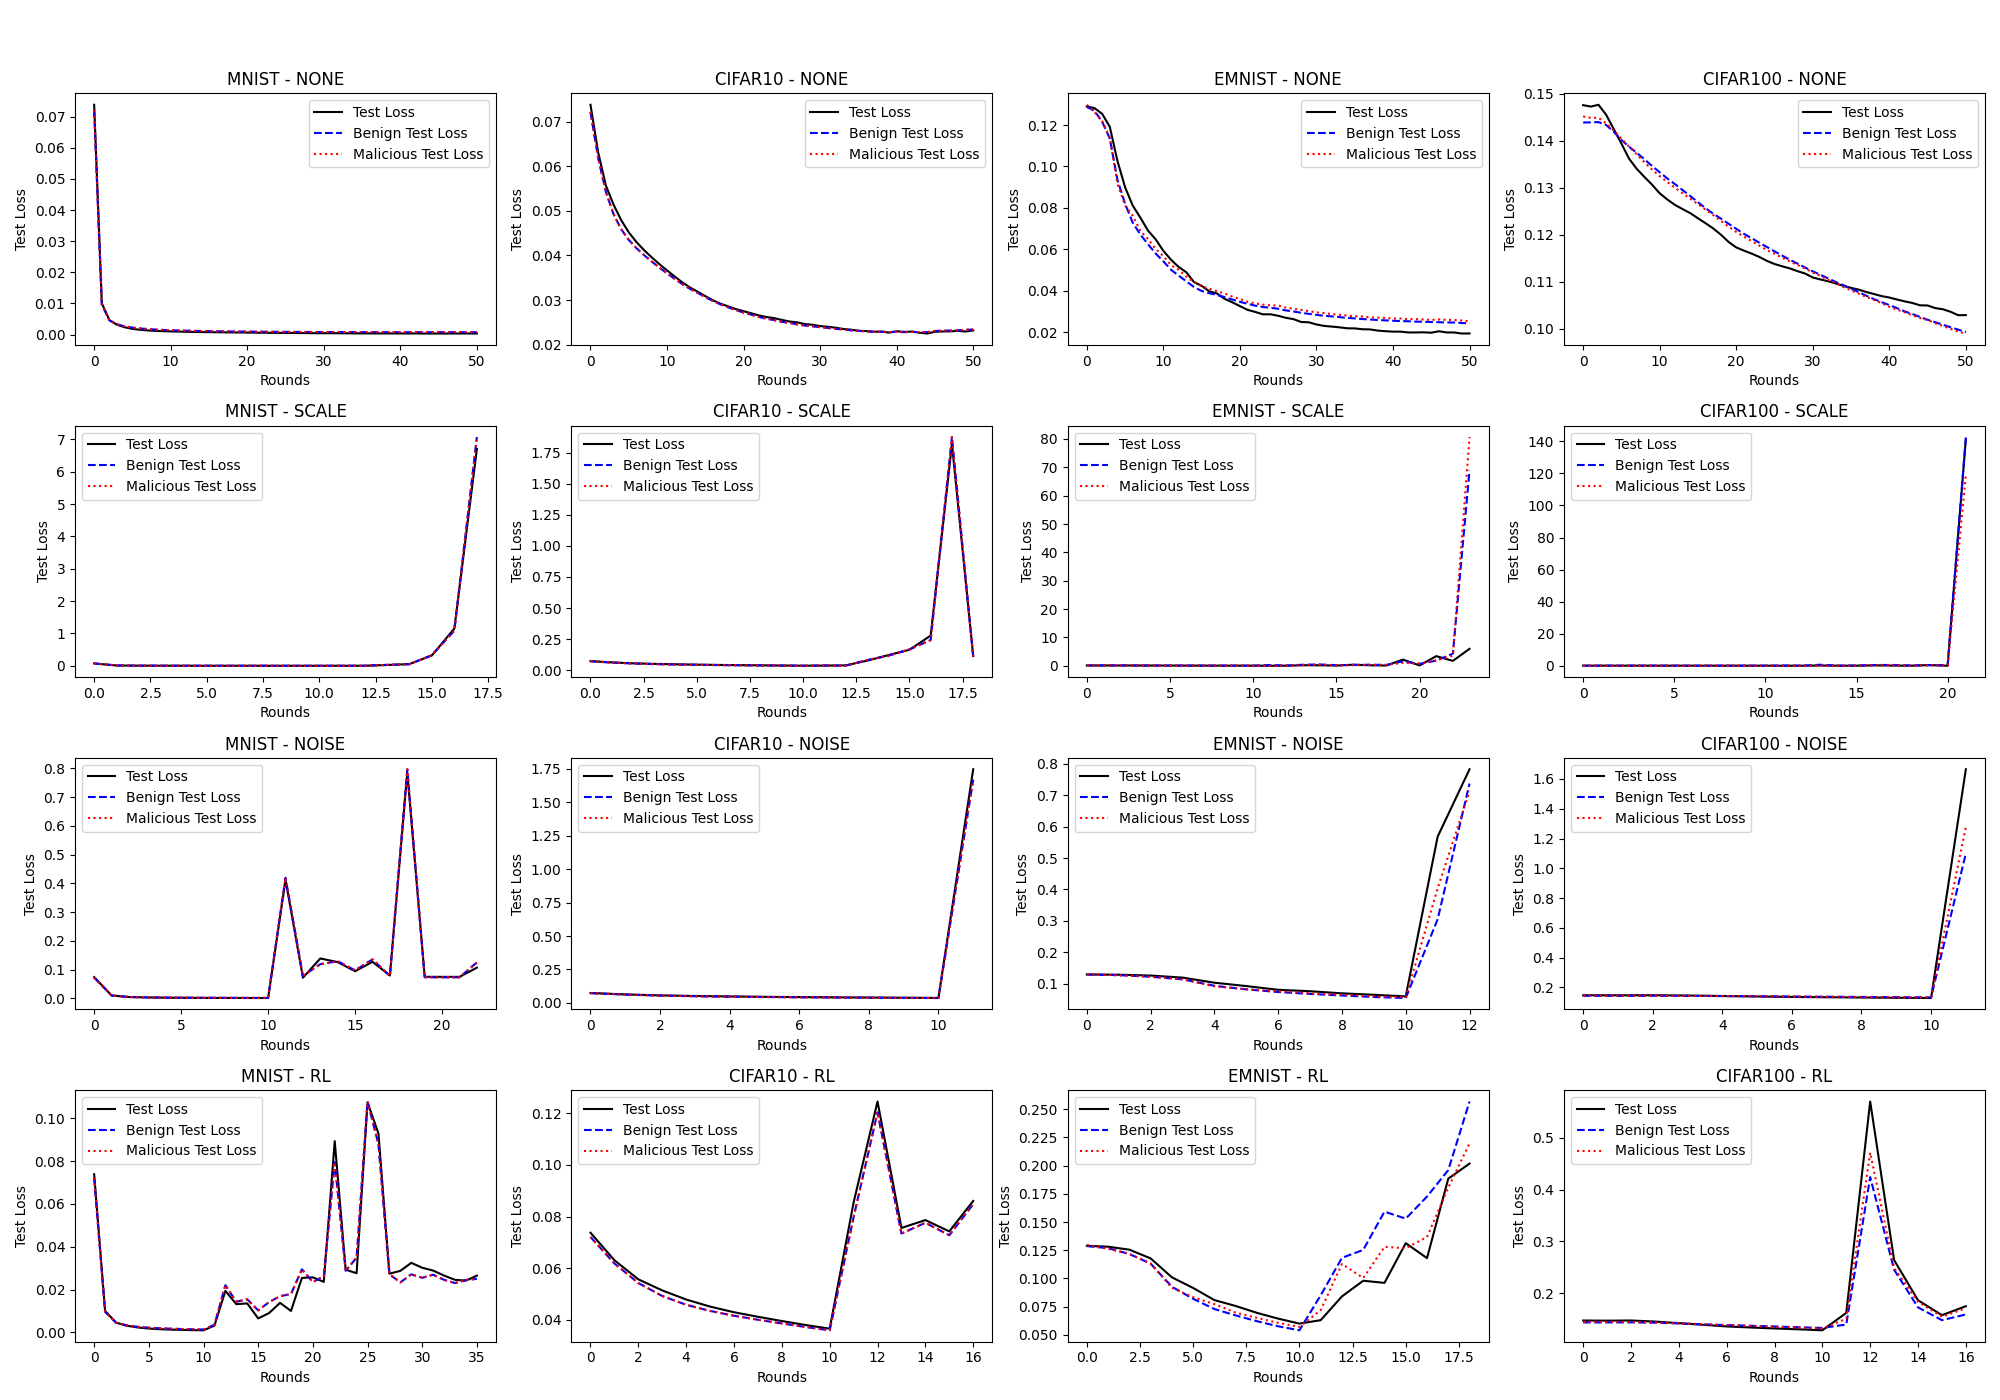 MNIST - NONE
Test Loss
Benign Test Loss
Malicious Test Loss
0.07
0.06
0.05
0.04
0.03
0.02
0.01
0.00
Test Loss
0 10 20 30 40 50
Rounds
CIFAR10 - NONE
Test Loss
Benign Test Loss
Malicious Test Loss
0.07
0.06
0.05
0.04
0.03
0.02
Test Loss
0 10 20 30 40 50
Rounds
EMNIST - NONE
Test Loss
Benign Test Loss
Malicious Test Loss
0.12
0.10
0.08
0.06
0.04
0.02
Test Loss
0 10 20 30 40 50
Rounds
CIFAR100 - NONE
Test Loss
Benign Test Loss
Malicious Test Loss
0.15
0.14
0.13
0.12
0.11
0.10
Test Loss
0 10 20 30 40 50
Rounds
MNIST - SCALE
Test Loss
Benign Test Loss
Malicious Test Loss
7
6
5
4
3
2
1
0
Test Loss
0.0 2.5 5.0 7.5 10.0 12.5 15.0 17.5
Rounds
CIFAR10 - SCALE
Test Loss
Benign Test Loss
Malicious Test Loss
1.75
1.50
1.25
1.00
0.75
0.50
0.25
0.00
Test Loss
0.0 2.5 5.0 7.5 10.0 12.5 15.0 17.5
Rounds
EMNIST - SCALE
Test Loss
Benign Test Loss
Malicious Test Loss
80
70
60
50
40
30
20
10
0
Test Loss
0 5 10 15 20
Rounds
CIFAR100 - SCALE
Test Loss
Benign Test Loss
Malicious Test Loss
140
120
100
80
60
40
20
0
Test Loss
0 5 10 15 20
Rounds
MNIST - NOISE
Test Loss
Benign Test Loss
Malicious Test Loss
0.8
0.7
0.6
0.5
0.4
0.3
0.2
0.1
0.0
Test Loss
0 5 10 15 20
Rounds
CIFAR10 - NOISE
Test Loss
Benign Test Loss
Malicious Test Loss
1.75
1.50
1.25
1.00
0.75
0.50
0.25
0.00
Test Loss
0 2 4 6 8 10
Rounds
EMNIST - NOISE
Test Loss
Benign Test Loss
Malicious Test Loss
0.8
0.7
0.6
0.5
0.4
0.3
0.2
0.1
Test Loss
0 2 4 6 8 10 12
Rounds
CIFAR100 - NOISE
Test Loss
Benign Test Loss
Malicious Test Loss
1.6
1.4
1.2
1.0
0.8
0.6
0.4
0.2
Test Loss
0 2 4 6 8 10
Rounds
MNIST - RL
Test Loss
Benign Test Loss
Malicious Test Loss
0.10
0.08
0.06
0.04
0.02
0.00
Test Loss
0 5 10 15 20 25 30 35
Rounds
CIFAR10 - RL
Test Loss
Benign Test Loss
Malicious Test Loss
0.12
0.10
0.08
0.06
0.04
Test Loss
0 2 4 6 8 10 12 14 16
Rounds
EMNIST - RL
Test Loss
Benign Test Loss
Malicious Test Loss
0.250
0.225
0.200
0.175
0.150
0.125
0.100
0.075
0.050
Test Loss
0.0 2.5 5.0 7.5 10.0 12.5 15.0 17.5
Rounds
CIFAR100 - RL
Test Loss
Benign Test Loss
Malicious Test Loss
0.5
0.4
0.3
0.2
Test Loss
0 2 4 6 8 10 12 14 16
Rounds